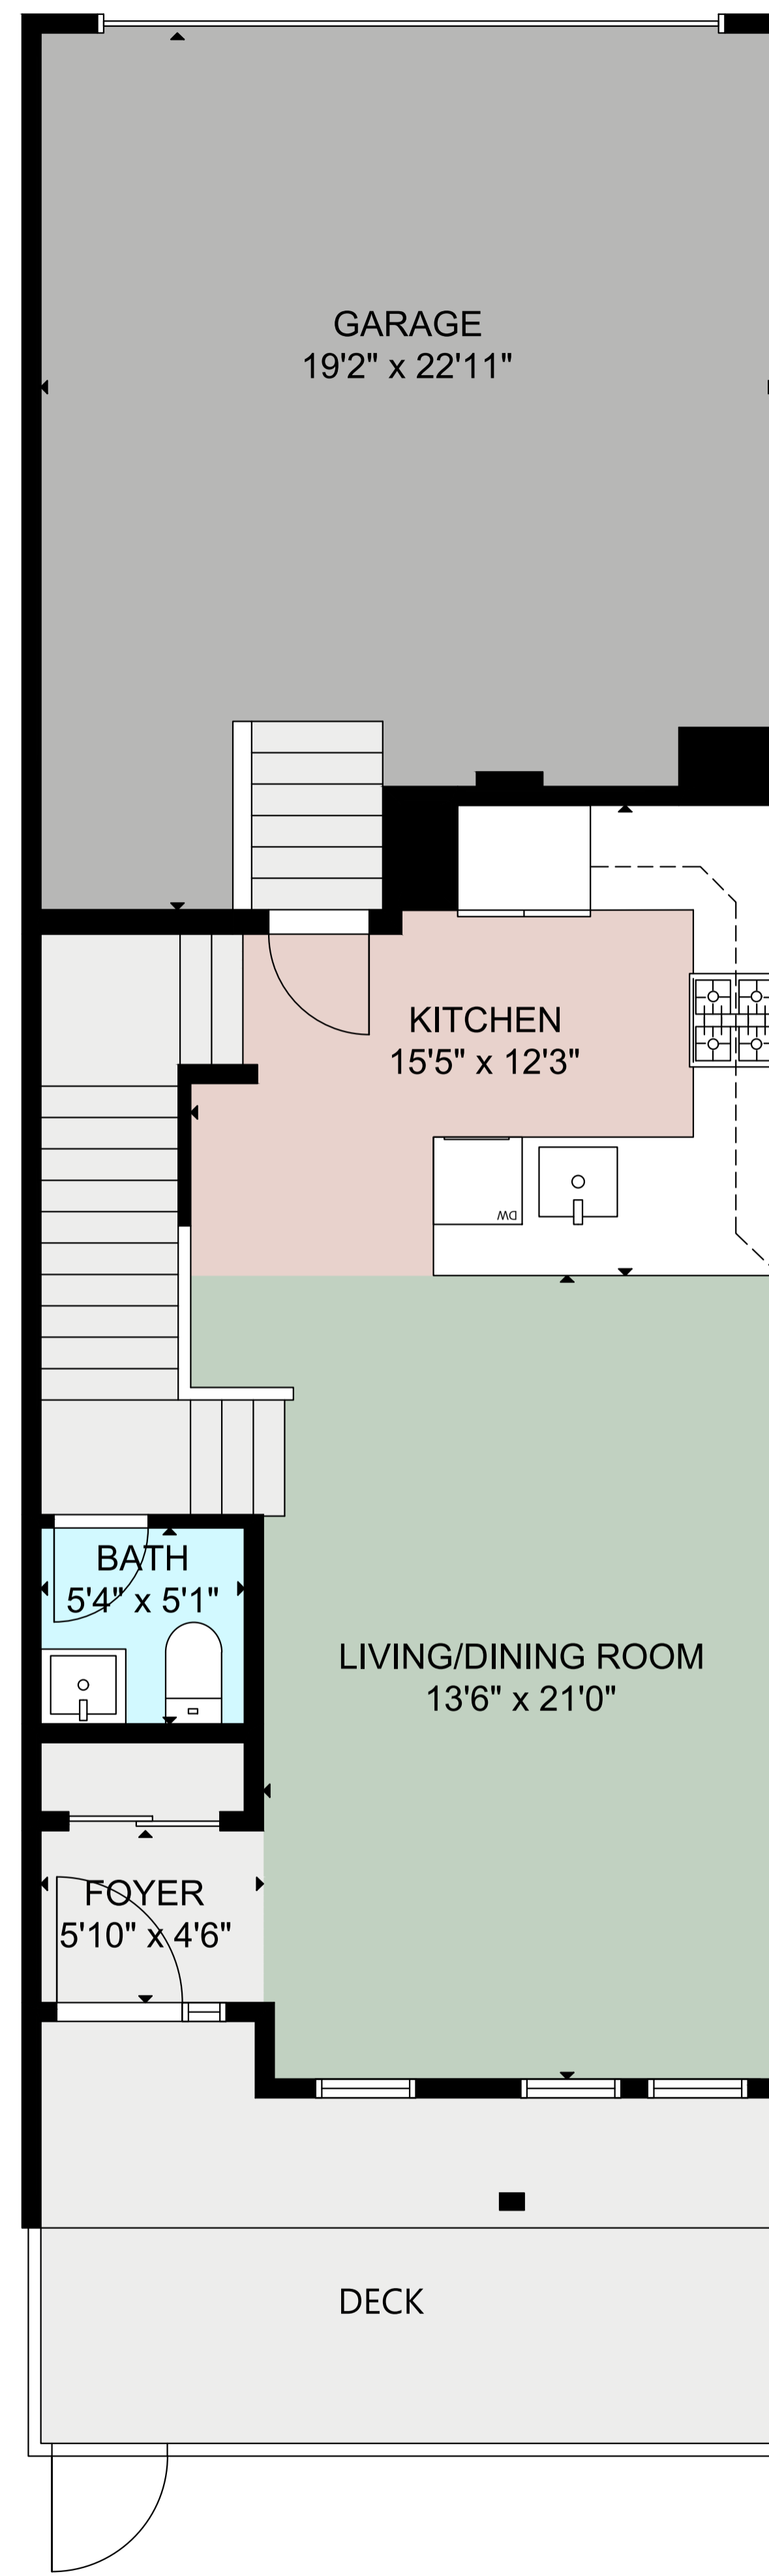 GARAGE
19'2" x 22'11"
KITCHEN
15'5" x 12'3"
DW
BATH
5'4" x 5'1"
LIVING/DINING ROOM
13'6" x 21'0"
FOYER
5'10" x 4'6"
DECK